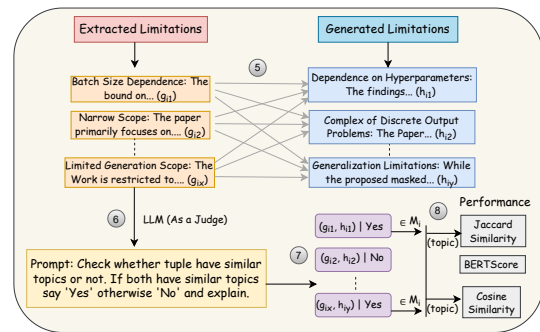 Extracted Limitations
Generated Limitations
5
Batch Size Dependence: The
bound on... (gi1)
Narrow Scope: The paper
primarily focuses on... (gi2)
Limited Generation Scope: The
Work is restricted to.... (gix)
Dependence on Hyperparameters:
The findings... (hi1)
Complex of Discrete Output
Problems: The Paper... (hi2)
Generalization Limitations: While
the proposed masked... (hiy)
6
LLM (As a Judge)
Prompt: Check whether tuple have similar
topics or not. If both have similar topics
say 'Yes' otherwise 'No' and explain.
7
(gi1, hi1) | Yes
(gi2, hi2) | No
(gix, hiy) | Yes
∈ Mi
∈ Mi
8
(topic)
(topic)
Performance
Jaccard
Similarity
BERTScore
Cosine
Similarity